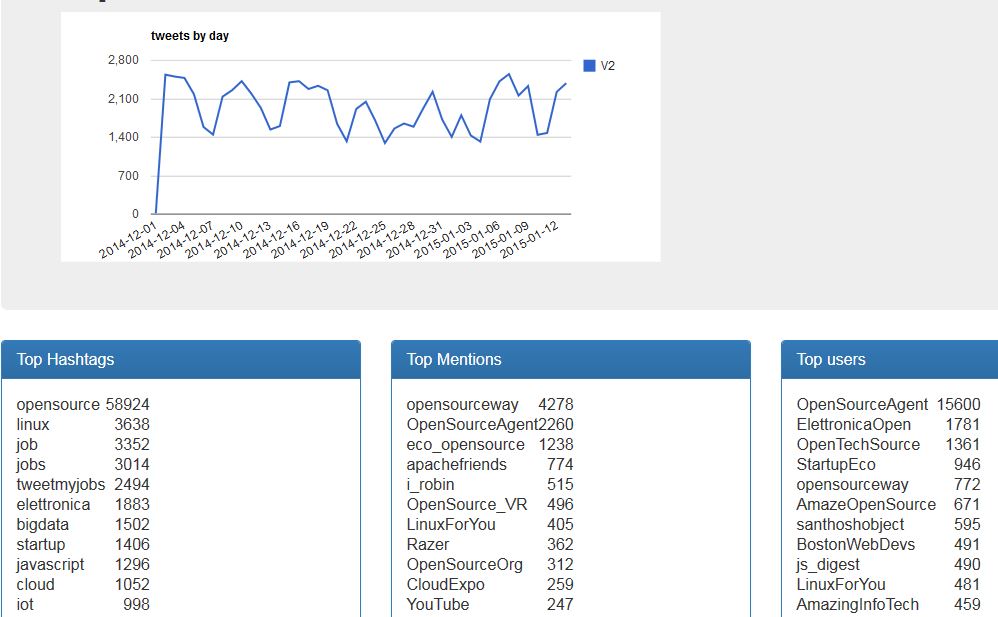 tweets by day
2,800
2,100
1,400
700
0
V2
2014-12-01
2014-12-04
2014-12-07
2014-12-10
2014-12-13
2014-12-16
2014-12-19
2014-12-22
2014-12-25
2014-12-28
2014-12-31
2015-01-03
2015-01-06
2015-01-09
2015-01-12
Top Hashtags
opensource 58924
linux 3638
job 3352
jobs 3014
tweetmyjobs 2494
elettronica 1883
bigdata 1502
startup 1406
javascript 1296
cloud 1052
iot 998
Top Mentions
opensourceway 4278
OpenSourceAgent2260
eco_opensource 1238
apachefriends 774
i_robin 515
OpenSource_VR 496
LinuxForYou 405
Razer 362
OpenSourceOrg 312
CloudExpo 259
YouTube 247
Top users
OpenSourceAgent 15600
ElettronicaOpen 1781
OpenTechSource 1361
StartupEco 946
opensourceway 772
AmazeOpenSource 671
santhoshobject 595
BostonWebDevs 491
js_digest 490
LinuxForYou 481
AmazingInfoTech 459